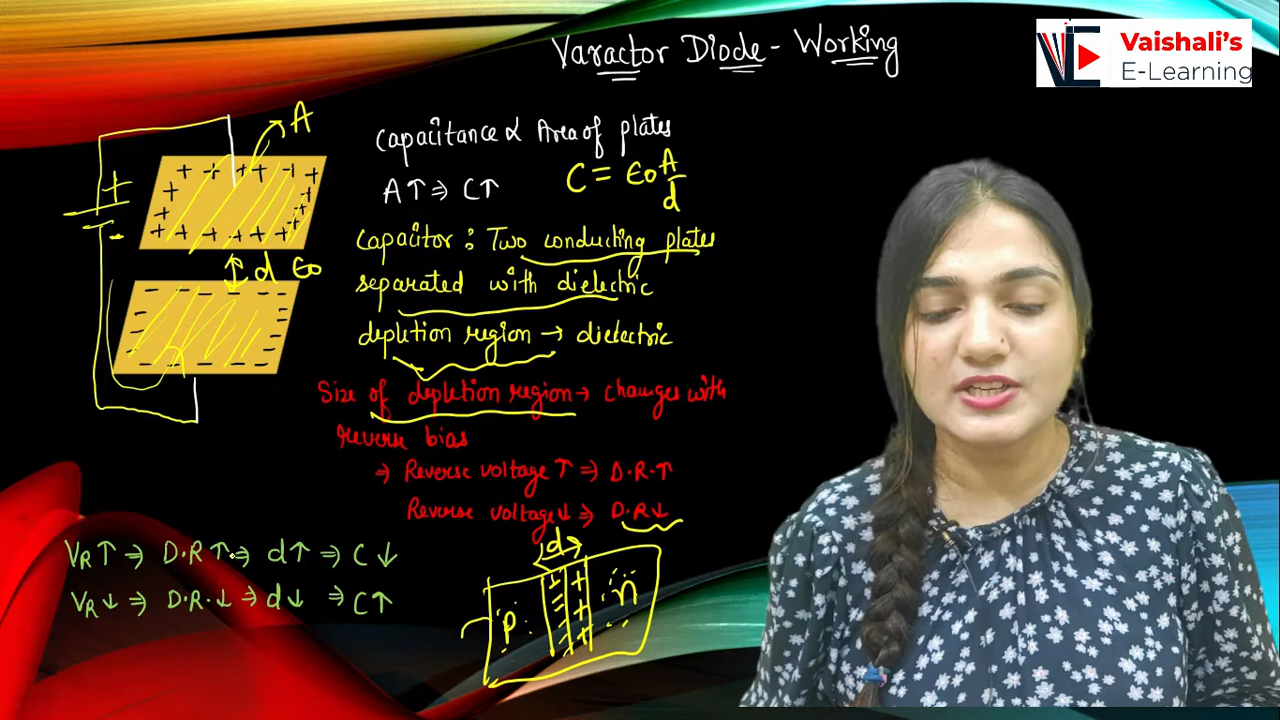 Varactor Diode - Working
Vaishali's
E-Learning
A
Capacitance ∝ Area of plates
A↑ ⇒ C↑
C = ϵ0 A/d
+
-
capacitor : Two conducting plates
separated with dielectric
d ϵ0
depletion region → dielectric
Size of depletion region → changes with
reverse bias
⇒ Reverse voltage ↑ ⇒ D.R.↑
Reverse voltage↓ ⇒ D.R↓
VR↑ ⇒ D.R↑ ⇒ d↑ ⇒ C↓
VR↓ ⇒ D.R.↓ ⇒ d↓ ⇒ C↑
d
p n